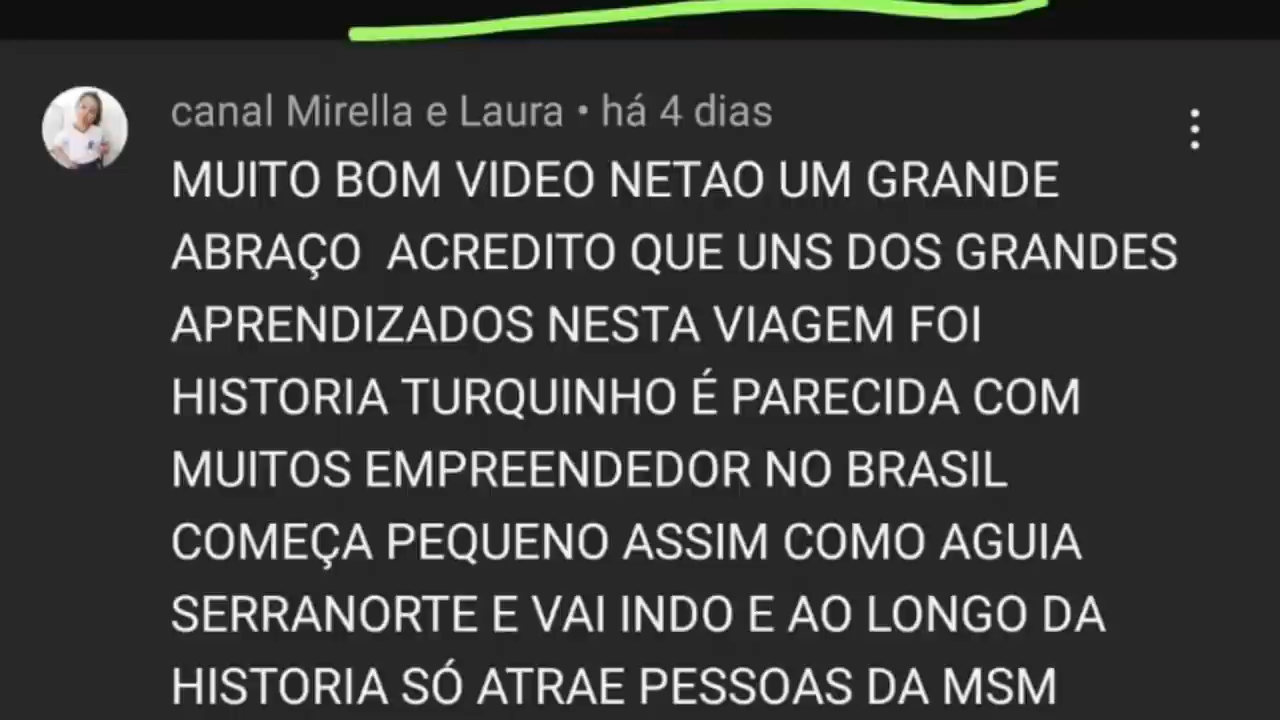 canal Mirella e Laura • há 4 dias
MUITO BOM VIDEO NETAO UM GRANDE
ABRAÇO  ACREDITO QUE UNS DOS GRANDES
APRENDIZADOS NESTA VIAGEM FOI
HISTORIA TURQUINHO É PARECIDA COM
MUITOS EMPREENDEDOR NO BRASIL
COMEÇA PEQUENO ASSIM COMO AGUIA
SERRANORTE E VAI INDO E AO LONGO DA
HISTORIA SÓ ATRAE PESSOAS DA MSM